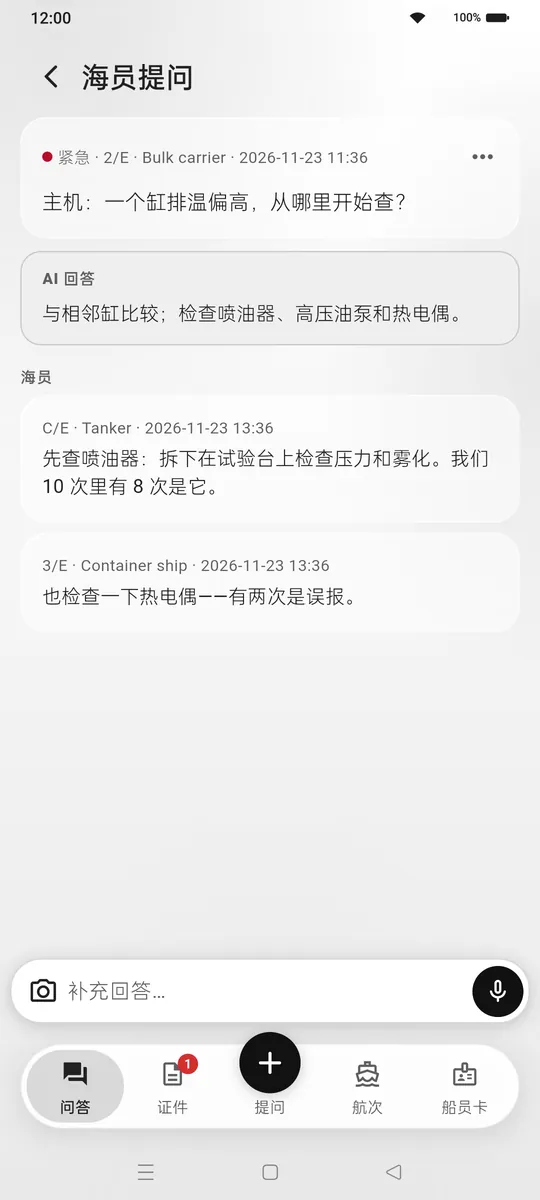 12:00
100%
海员提问
紧急 · 2/E · Bulk carrier · 2026-11-23 11:36
主机：一个缸排温偏高，从哪里开始查？
AI 回答
与相邻缸比较；检查喷油器、高压油泵和热电偶。
海员
C/E · Tanker · 2026-11-23 13:36
先查喷油器：拆下在试验台上检查压力和雾化。我们
10 次里有 8 次是它。
3/E · Container ship · 2026-11-23 13:36
也检查一下热电偶——有两次是误报。
补充回答…
1
问答
证件
提问
航次
船员卡